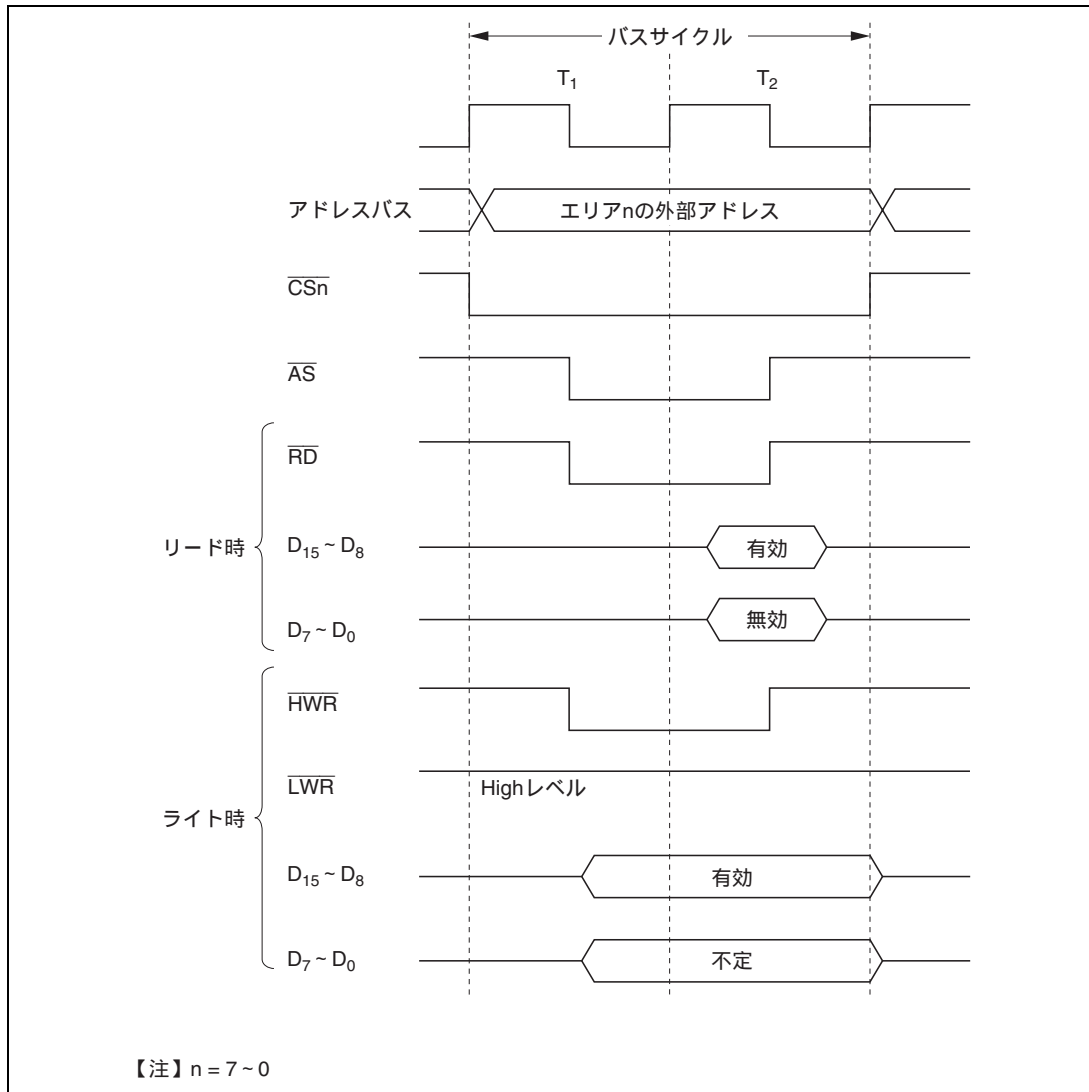 バスサイクル
T1 T2
アドレスバス エリアnの外部アドレス
CSn
AS
リード時
RD
D15 ~ D8 有効
D7 ~ D0 無効
ライト時
HWR
LWR Highレベル
D15 ~ D8 有効
D7 ~ D0 不定
【注】n = 7 ~ 0